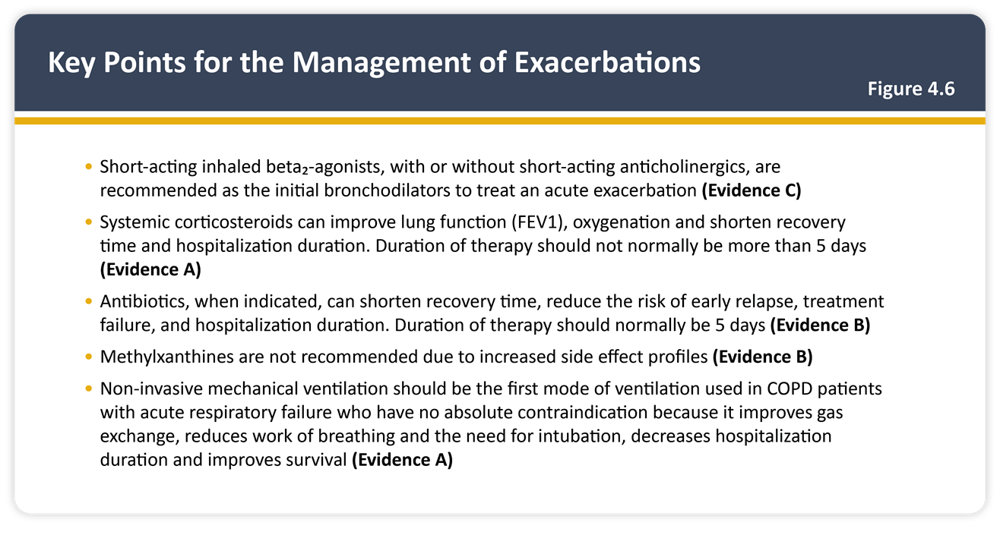 Key Points for the Management of Exacerbations
Figure 4.6
• Short-acting inhaled beta₂-agonists, with or without short-acting anticholinergics, are
recommended as the initial bronchodilators to treat an acute exacerbation (Evidence C)
• Systemic corticosteroids can improve lung function (FEV1), oxygenation and shorten recovery
time and hospitalization duration. Duration of therapy should not normally be more than 5 days
(Evidence A)
• Antibiotics, when indicated, can shorten recovery time, reduce the risk of early relapse, treatment
failure, and hospitalization duration. Duration of therapy should normally be 5 days (Evidence B)
• Methylxanthines are not recommended due to increased side effect profiles (Evidence B)
• Non-invasive mechanical ventilation should be the first mode of ventilation used in COPD patients
with acute respiratory failure who have no absolute contraindication because it improves gas
exchange, reduces work of breathing and the need for intubation, decreases hospitalization
duration and improves survival (Evidence A)